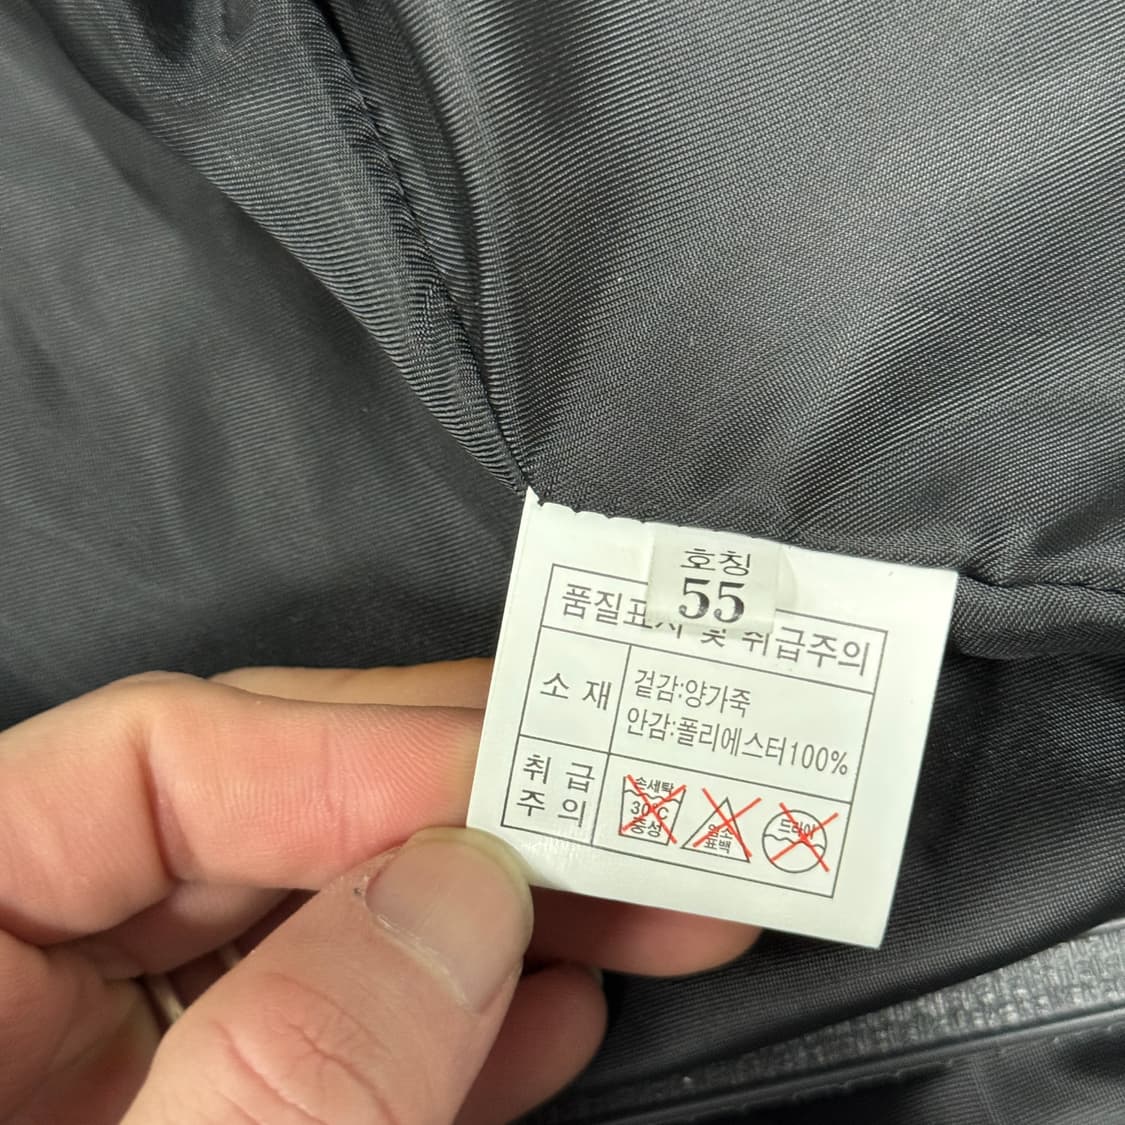 호칭
55
품질표시 및 취급주의
소 재
겉감:양가죽
안감:폴리에스터100%
취 급
주 의
손세탁
30℃
중성
염소
표백
드라이